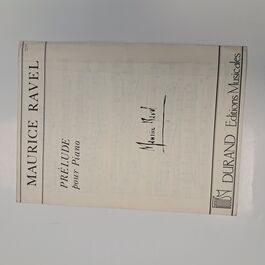 MAURICE RAVEL
PRÉLUDE
pour Piano
Maurice Ravel
DURAND Editions Musicales